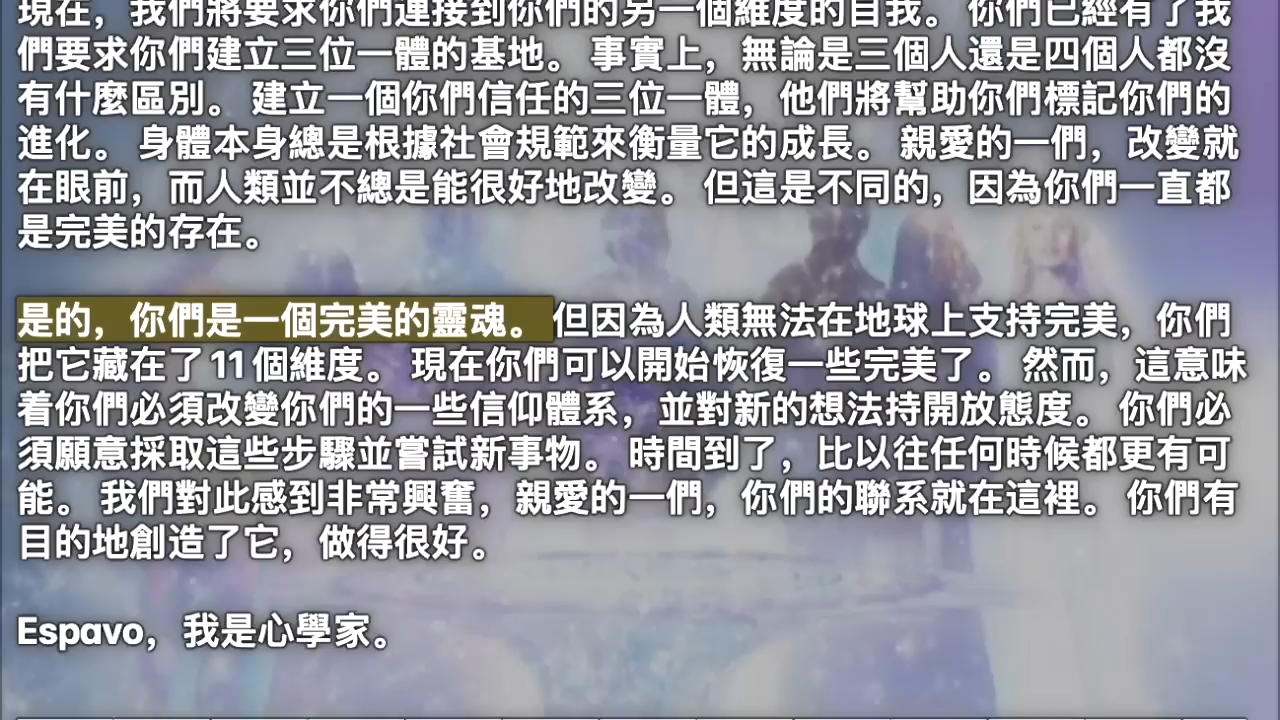 現在，我們將要求你們連接到你們的另一個維度的自我。 你們已經有了我
們要求你們建立三位一體的基地。 事實上，無論是三個人還是四個人都沒
有什麼區別。 建立一個你們信任的三位一體，他們將幫助你們標記你們的
進化。 身體本身總是根據社會規範來衡量它的成長。 親愛的一們，改變就
在眼前，而人類並不總是能很好地改變。 但這是不同的，因為你們一直都
是完美的存在。
是的，你們是一個完美的靈魂。 但因為人類無法在地球上支持完美，你們
把它藏在了 11 個維度。 現在你們可以開始恢復一些完美了。 然而，這意味
着你們必須改變你們的一些信仰體系，並對新的想法持開放態度。 你們必
須願意採取這些步驟並嘗試新事物。 時間到了，比以往任何時候都更有可
能。 我們對此感到非常興奮，親愛的一們，你們的聯系就在這裡。 你們有
目的地創造了它，做得很好。
Espavo，我是心學家。